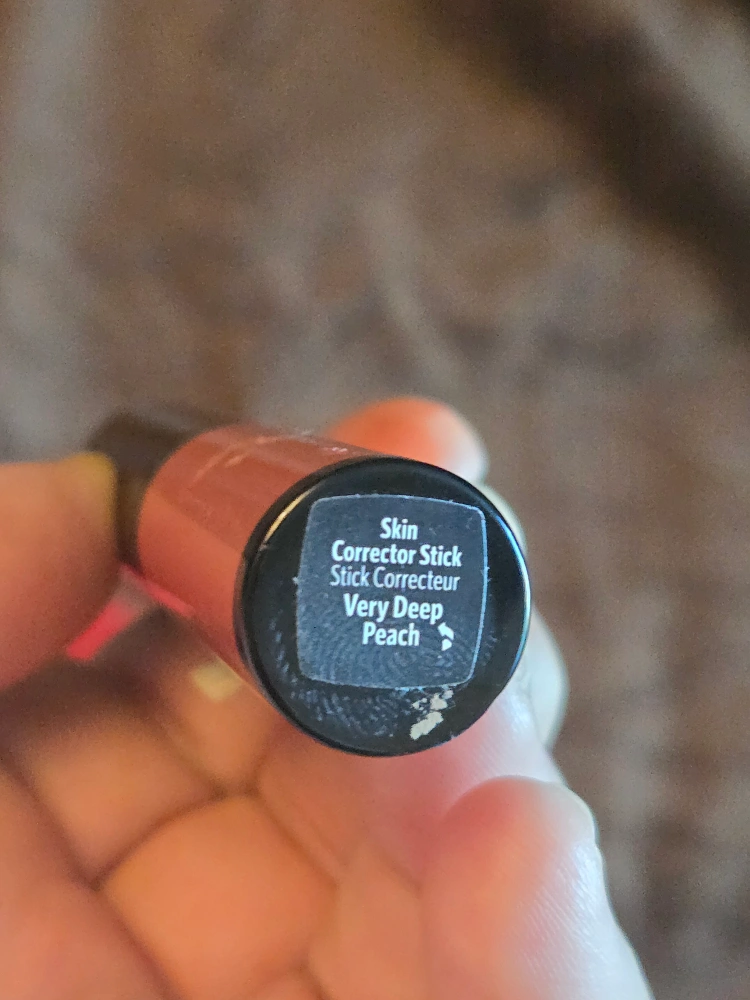 Skin
Corrector Stick
Stick Correcteur
Very Deep
Peach